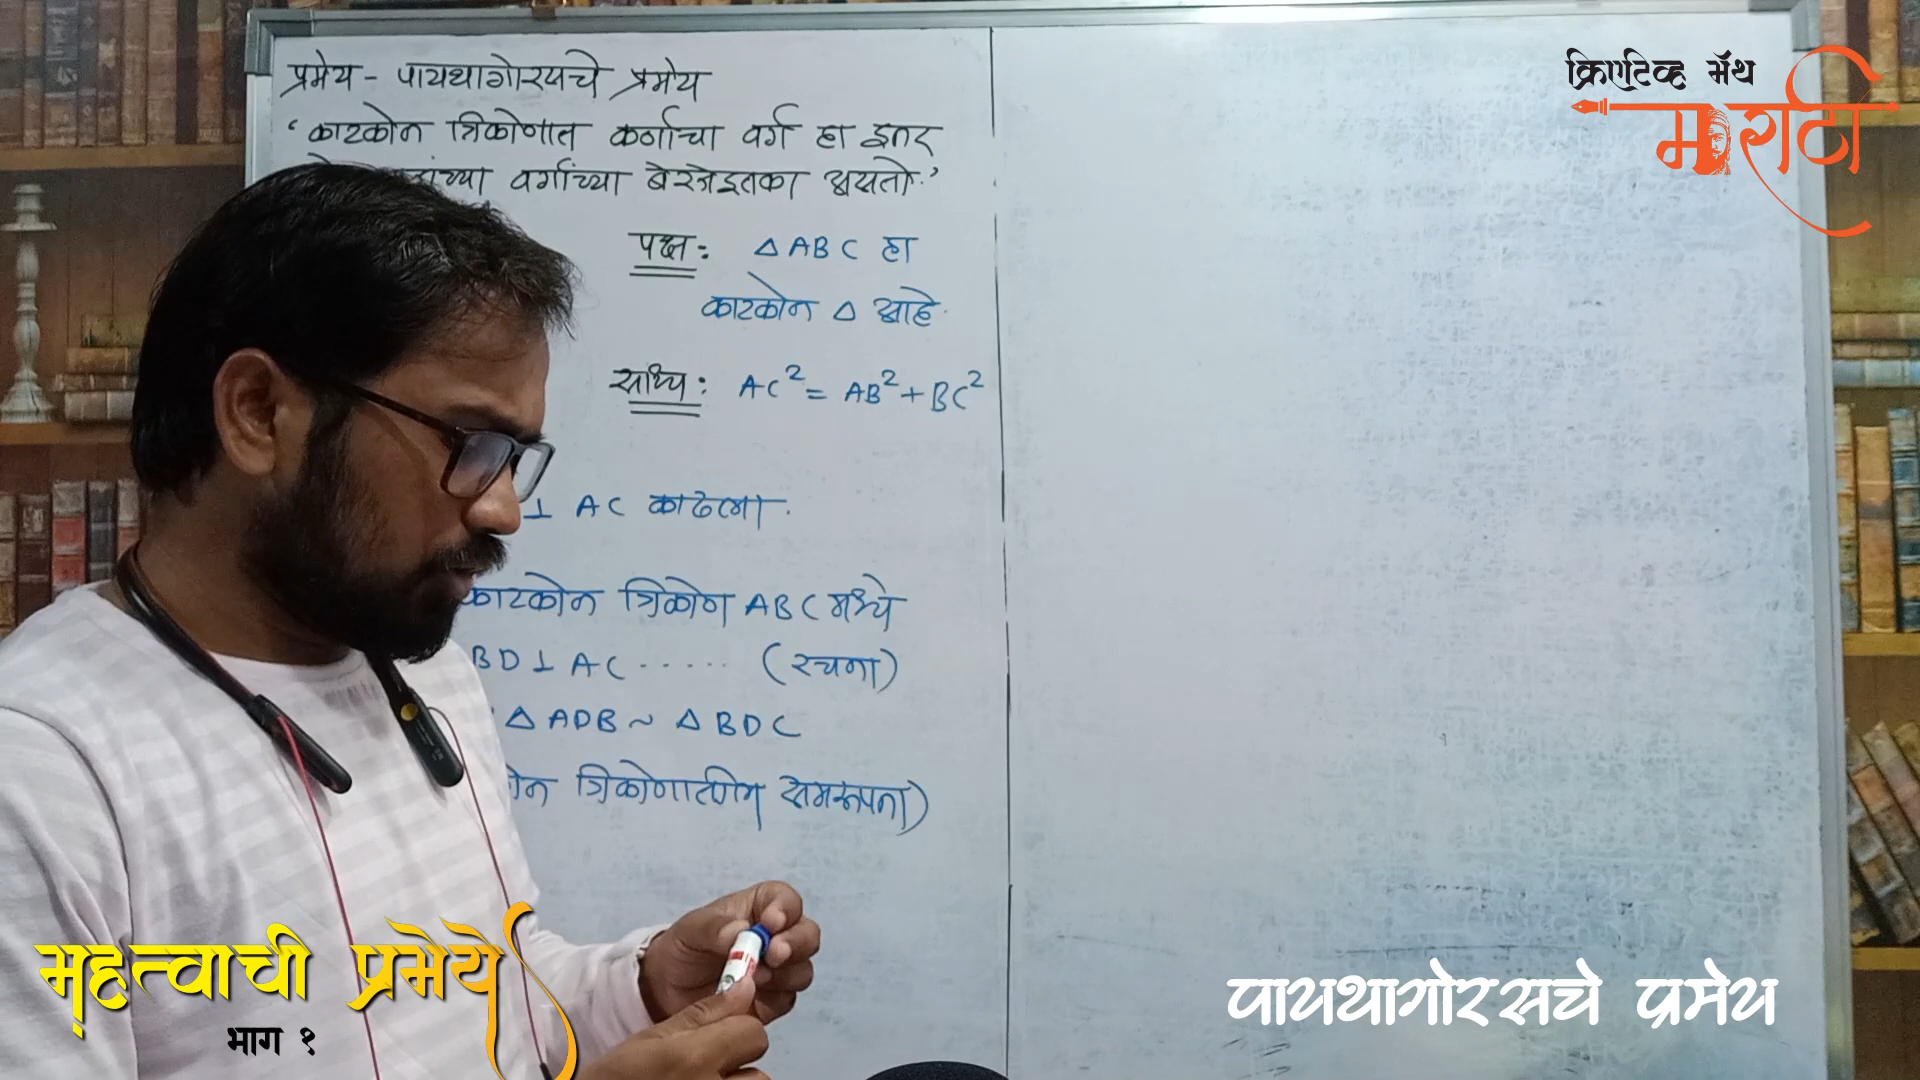 प्रमेय - पायथागोरसचे प्रमेय
'काटकोन त्रिकोणात कर्णाचा वर्ग हा इतर
वर्गांच्या बेरजेइतका असतो.'
पक्ष : △ABC हा
काटकोन △ आहे.
साध्य : AC² = AB² + BC²
⊥ AC काढला.
काटकोन त्रिकोण ABC मध्ये
BD ⊥ AC ..... (रचना)
△ADB ~ △BDC
त्रिकोणातील समरूपता)
क्रिएटिव्ह मॅथ
मराठी
महत्वाची प्रमेये
भाग १
पायथागोरसचे प्रमेय